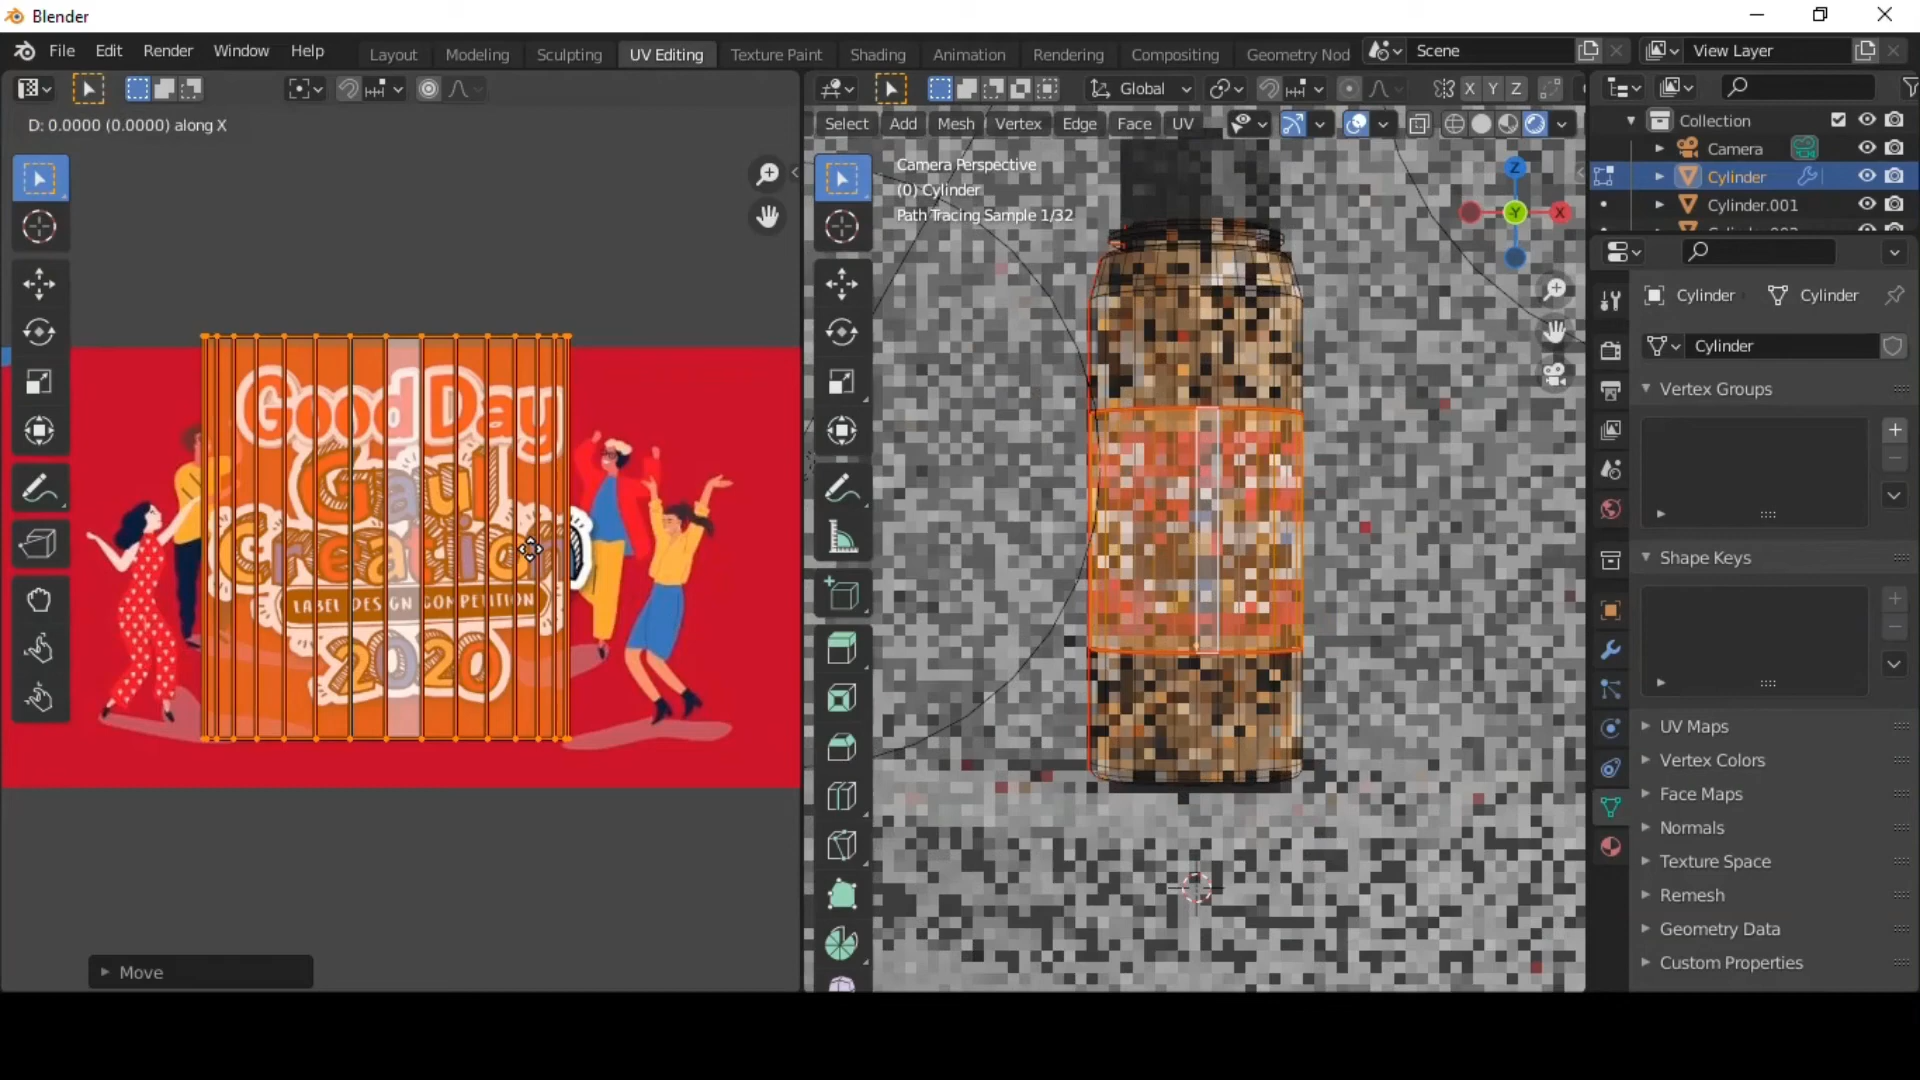 Blender
File Edit Render Window Help
Layout Modeling Sculpting UV Editing Texture Paint Shading Animation Rendering Compositing Geometry Nod
Scene
View Layer
Global
X Y Z
D: 0.0000 (0.0000) along X
Select Add Mesh Vertex Edge Face UV
Camera Perspective
(0) Cylinder
Path Tracing Sample 1/32
Z
Y
X
Good Day
Gaul
Creation
LABEL DESIGN COMPETITION
2020
Move
Collection
Camera
Cylinder
Cylinder.001
Cylinder Cylinder
Cylinder
Vertex Groups
Shape Keys
UV Maps
Vertex Colors
Face Maps
Normals
Texture Space
Remesh
Geometry Data
Custom Properties